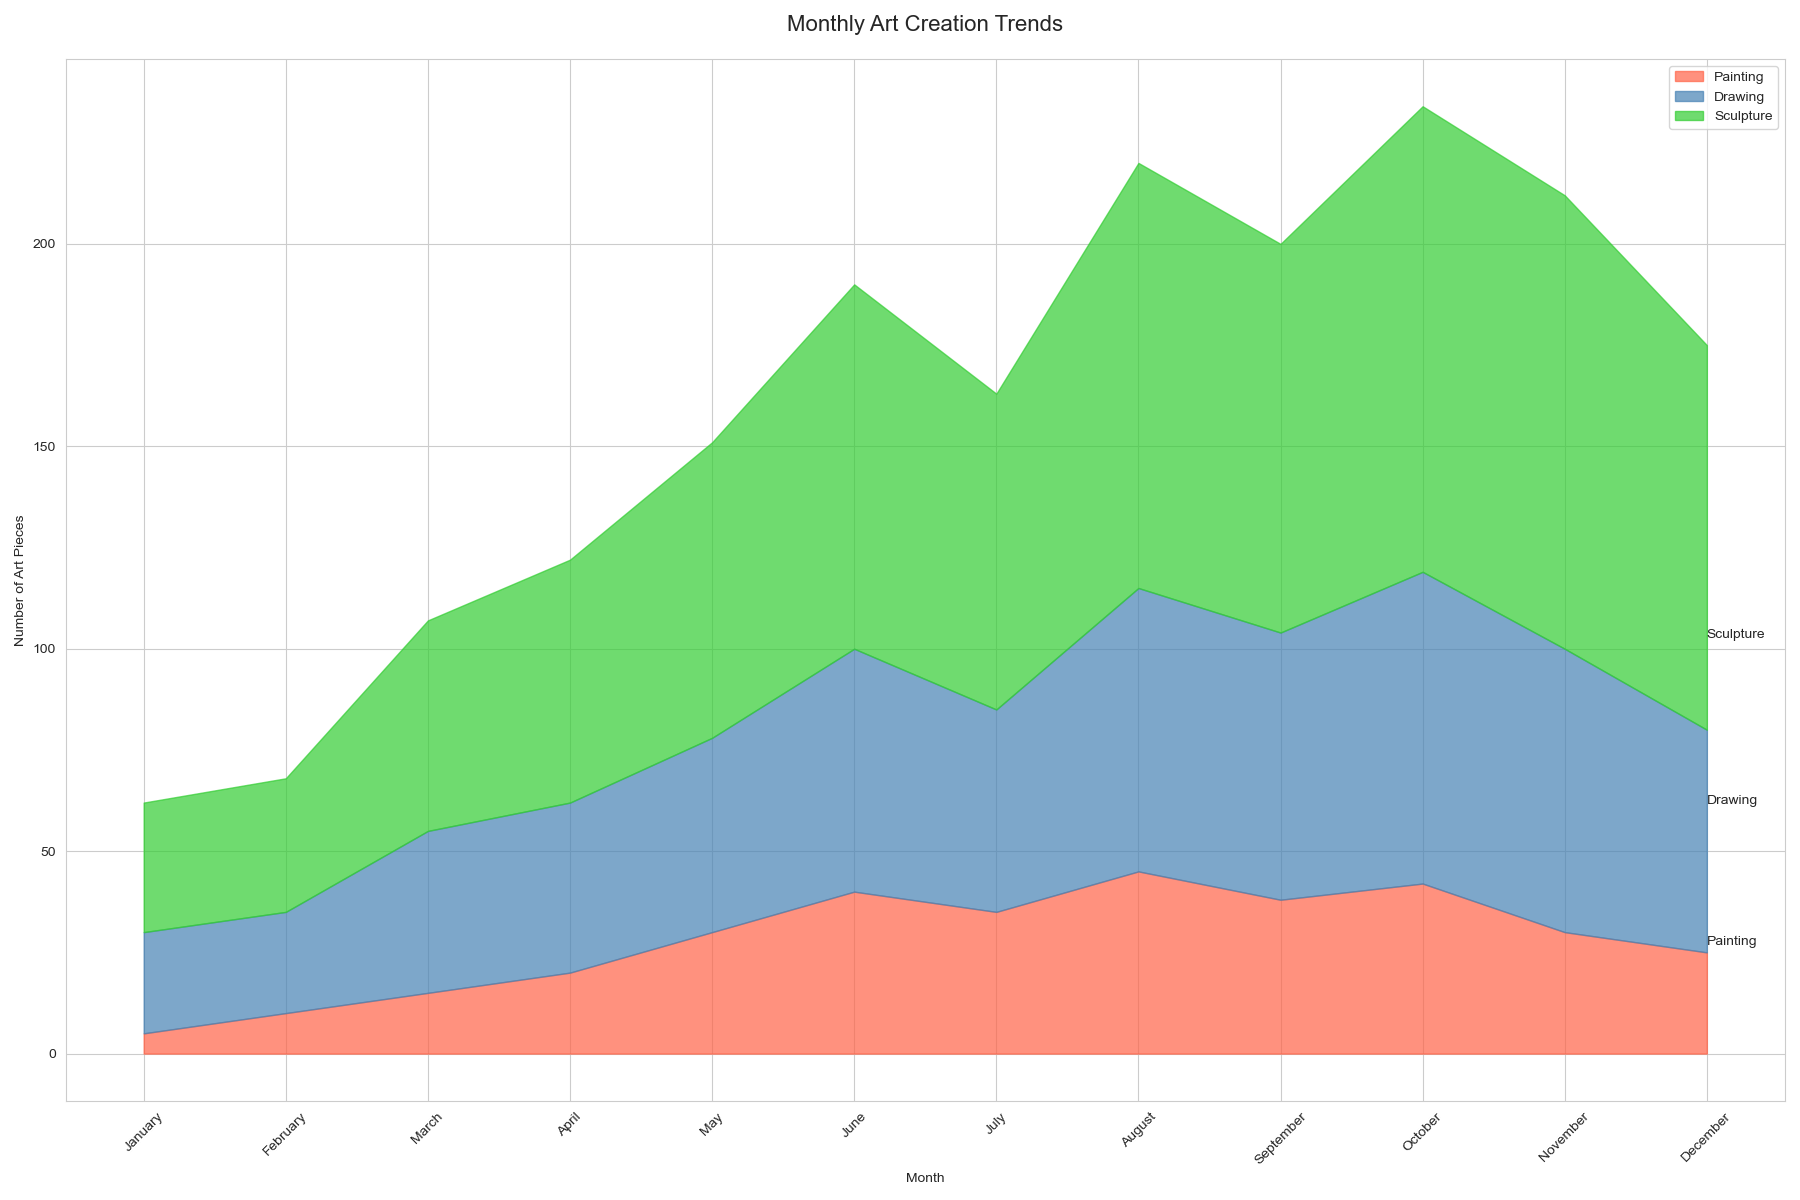 Monthly Art Creation Trends
Painting
Drawing
Sculpture
200
150
100
50
0
Number of Art Pieces
Sculpture
Drawing
Painting
January
February
March
April
May
June
July
August
September
October
November
December
Month